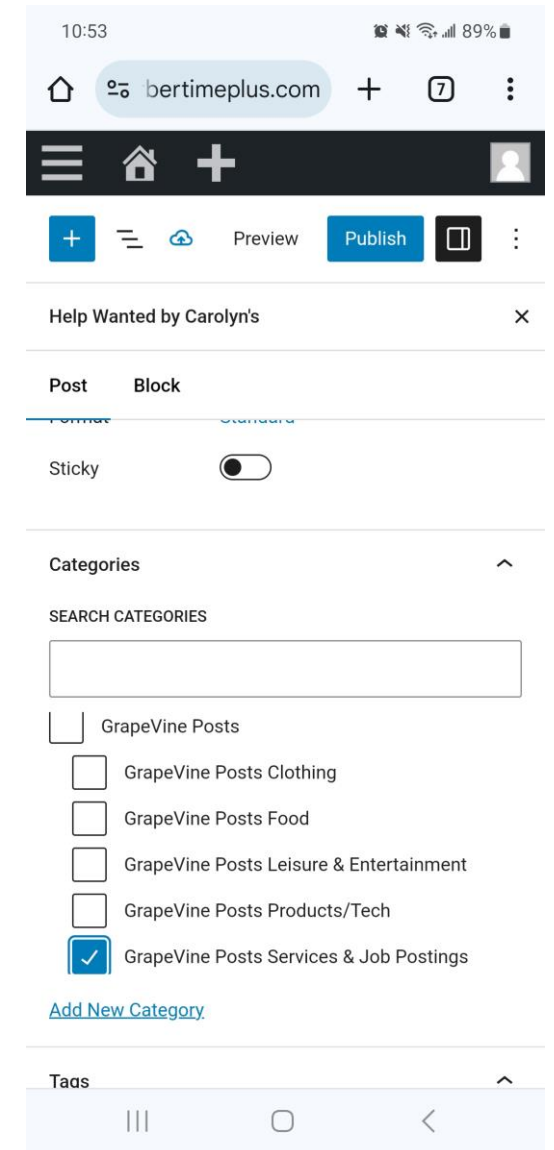 10:53 89%
bertimeplus.com 7
Preview Publish
Help Wanted by Carolyn's
Post Block
Format Standard
Sticky
Categories
SEARCH CATEGORIES
GrapeVine Posts
GrapeVine Posts Clothing
GrapeVine Posts Food
GrapeVine Posts Leisure & Entertainment
GrapeVine Posts Products/Tech
GrapeVine Posts Services & Job Postings
Add New Category
Tags